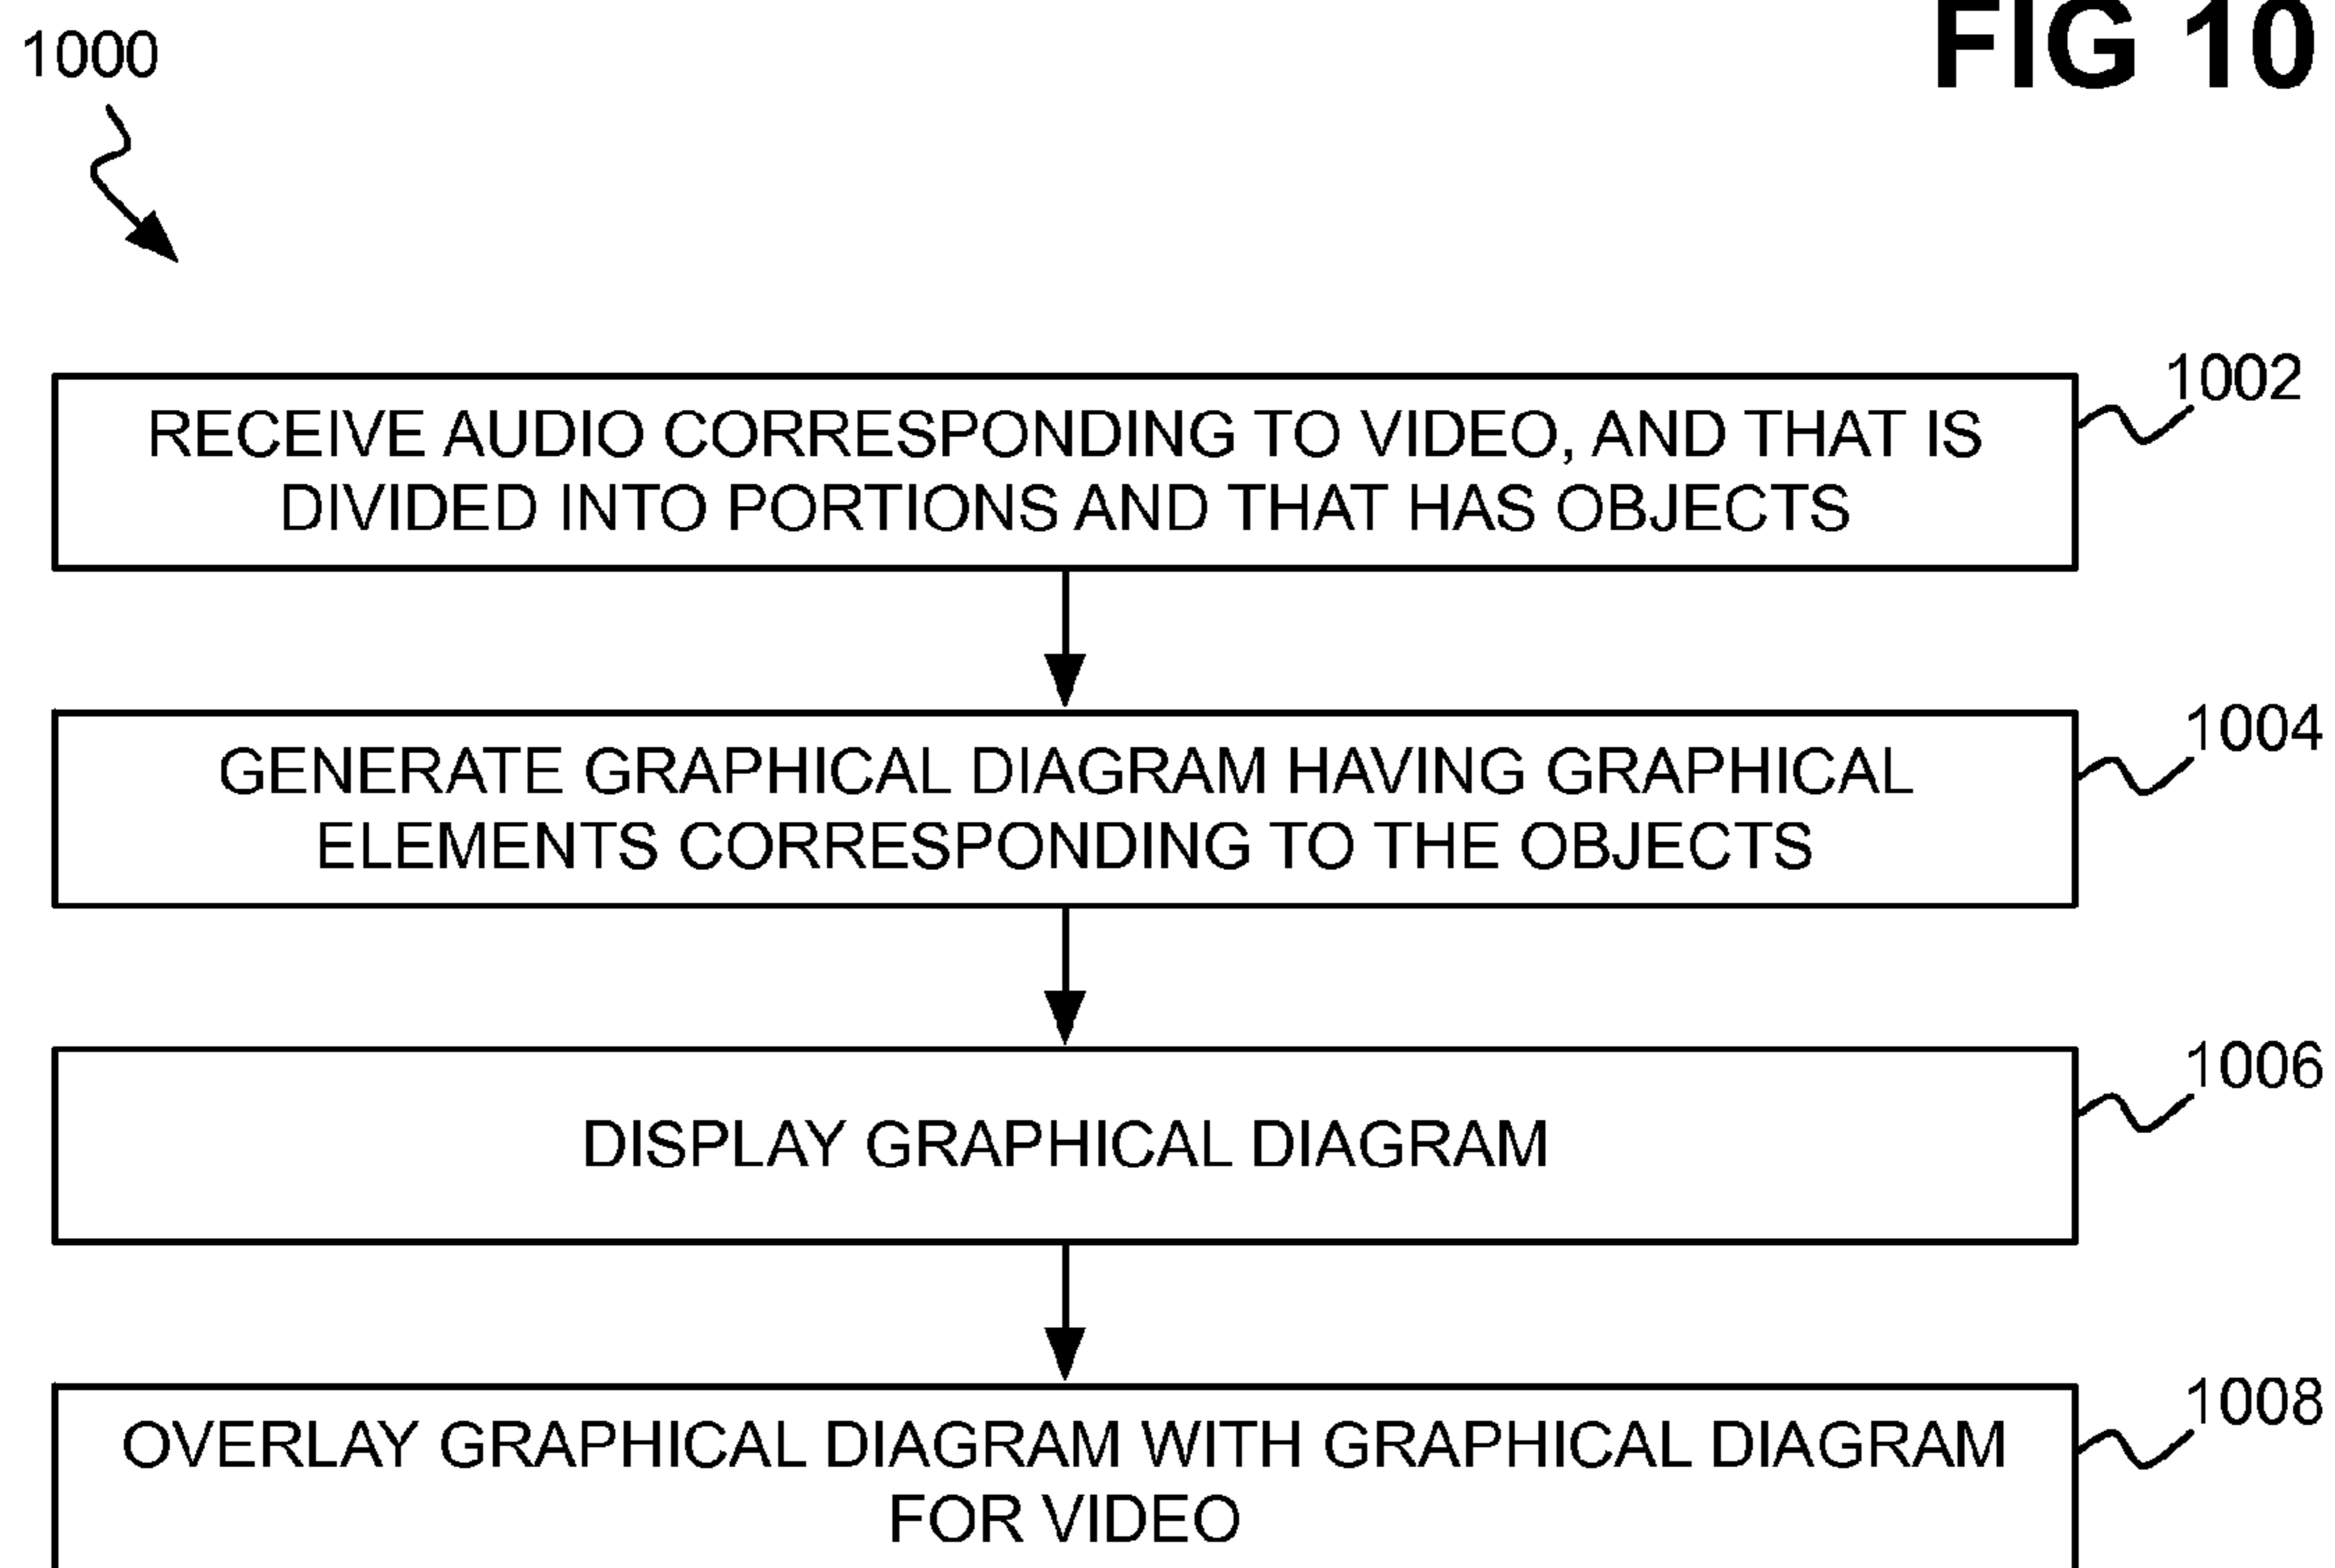 FIG 10
1000
1002
RECEIVE AUDIO CORRESPONDING TO VIDEO, AND THAT IS
DIVIDED INTO PORTIONS AND THAT HAS OBJECTS
1004
GENERATE GRAPHICAL DIAGRAM HAVING GRAPHICAL
ELEMENTS CORRESPONDING TO THE OBJECTS
1006
DISPLAY GRAPHICAL DIAGRAM
1008
OVERLAY GRAPHICAL DIAGRAM WITH GRAPHICAL DIAGRAM
FOR VIDEO